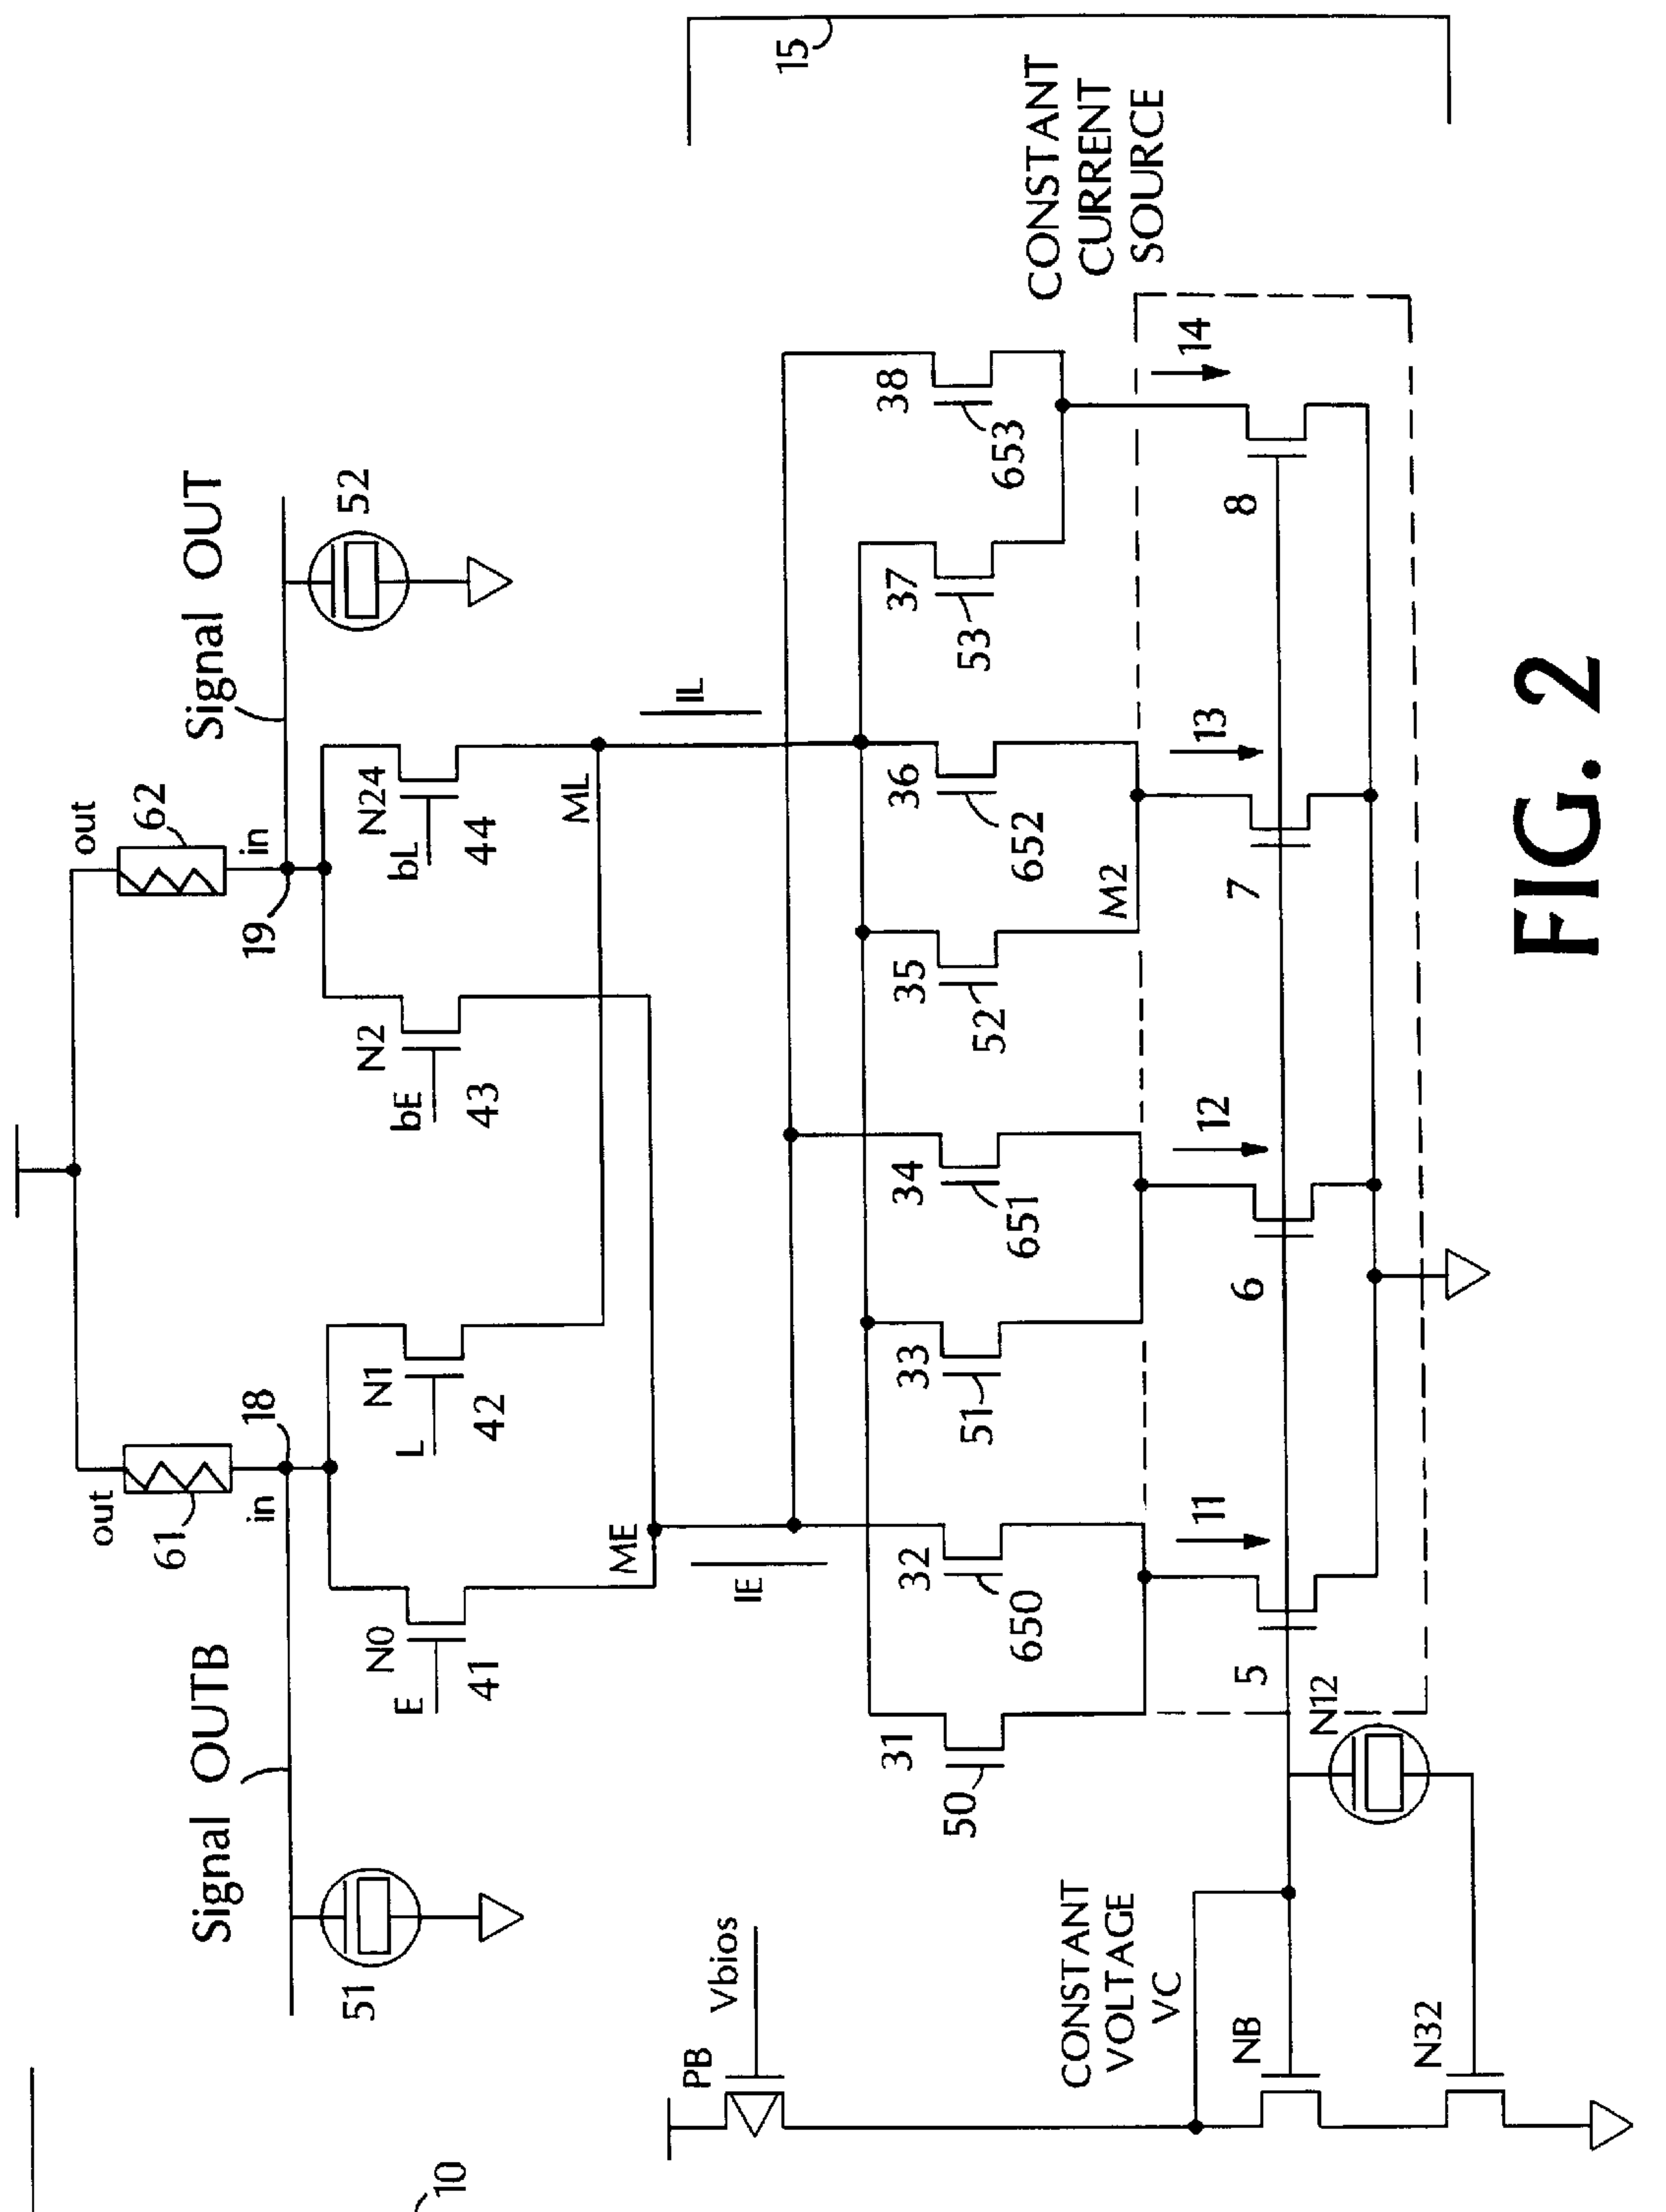 10
15
out
out
61
62
in
in
18
19
Signal OUTB
Signal OUT
51
52
N0
E
41
N1
L
42
N2
bE
43
N24
bL
44
ME
ML
IE
IL
31
50
32
650
33
51
34
651
35
52
36
652
37
53
38
653
M2
11
12
13
14
5
6
7
8
CONSTANT
CURRENT
SOURCE
PB
Vbios
CONSTANT
VOLTAGE
VC
NB
N12
N32
FIG. 2